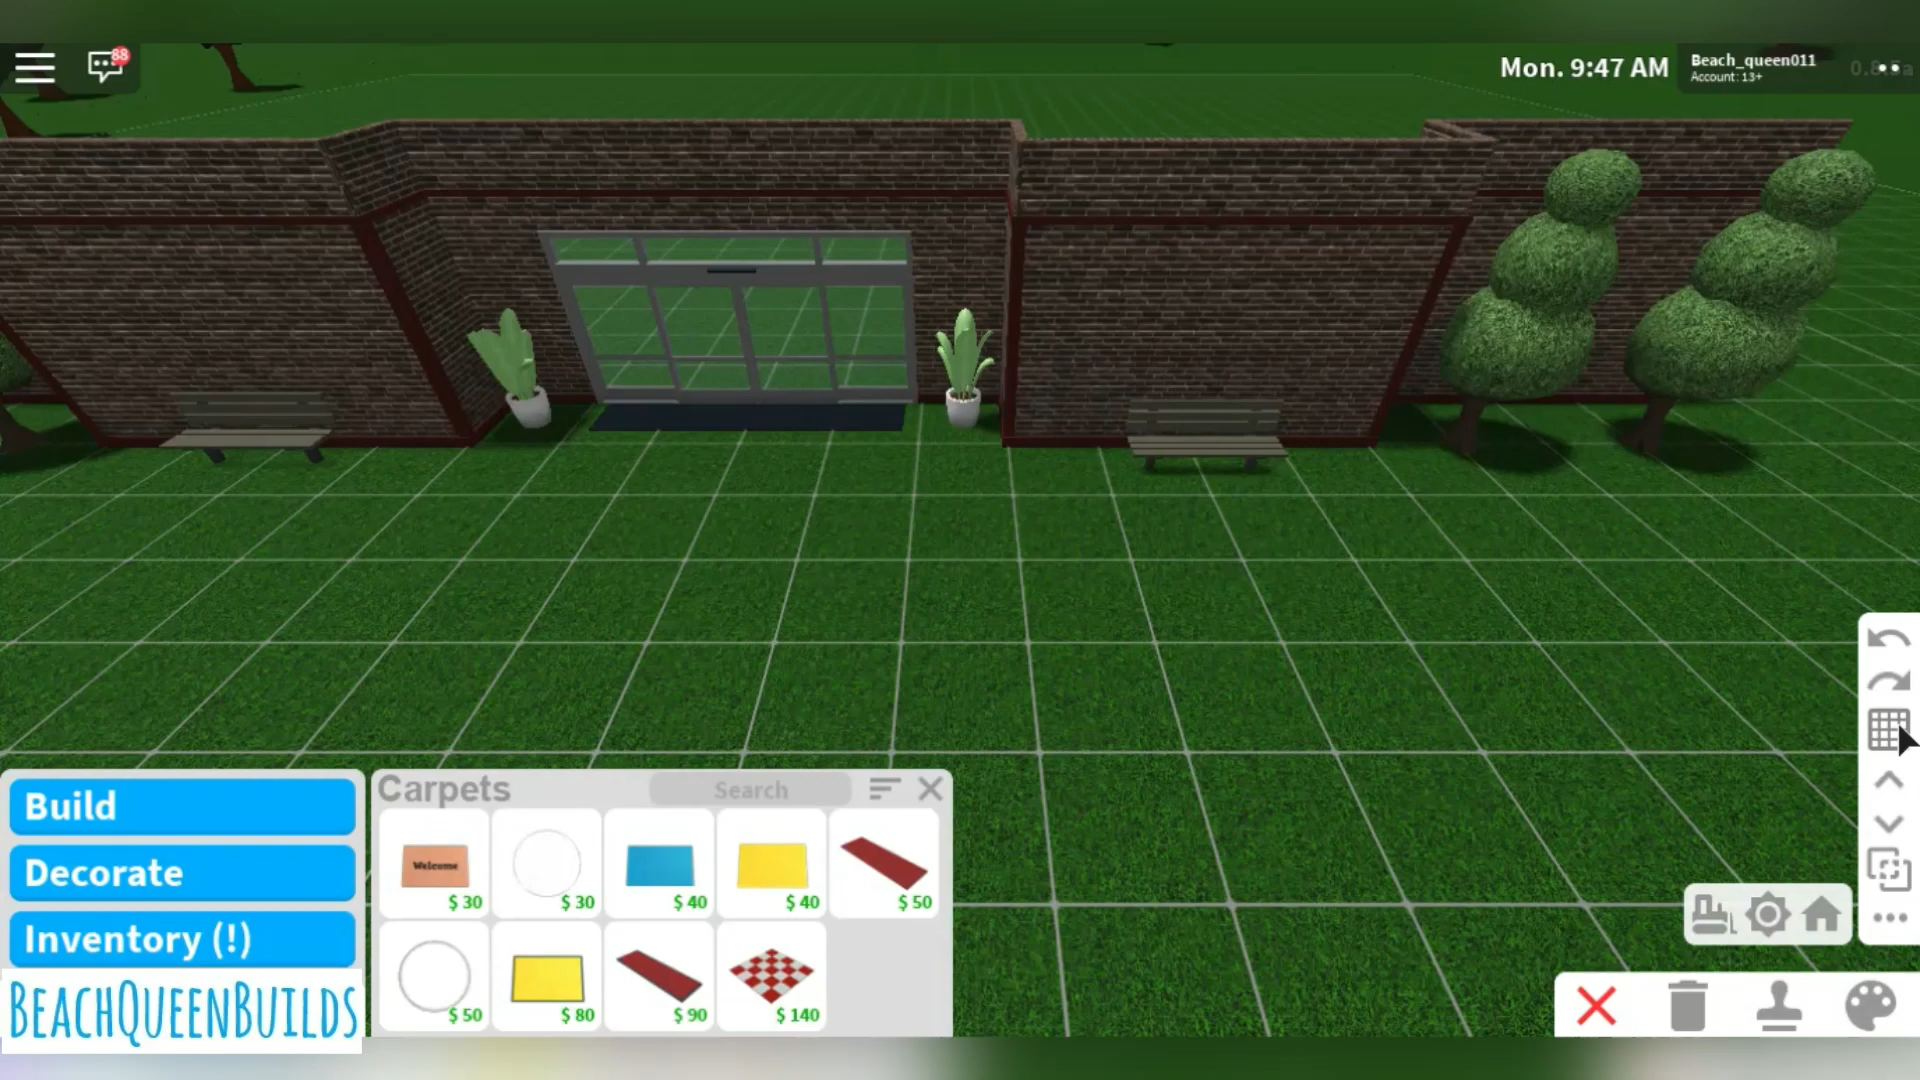 88
Mon. 9:47 AM
Beach_queen011
Account: 13+
Build
Decorate
Inventory (!)
BEACHQUEENBUILDS
Carpets
Search
Welcome
$ 30
$ 30
$ 40
$ 40
$ 50
$ 50
$ 80
$ 90
$ 140